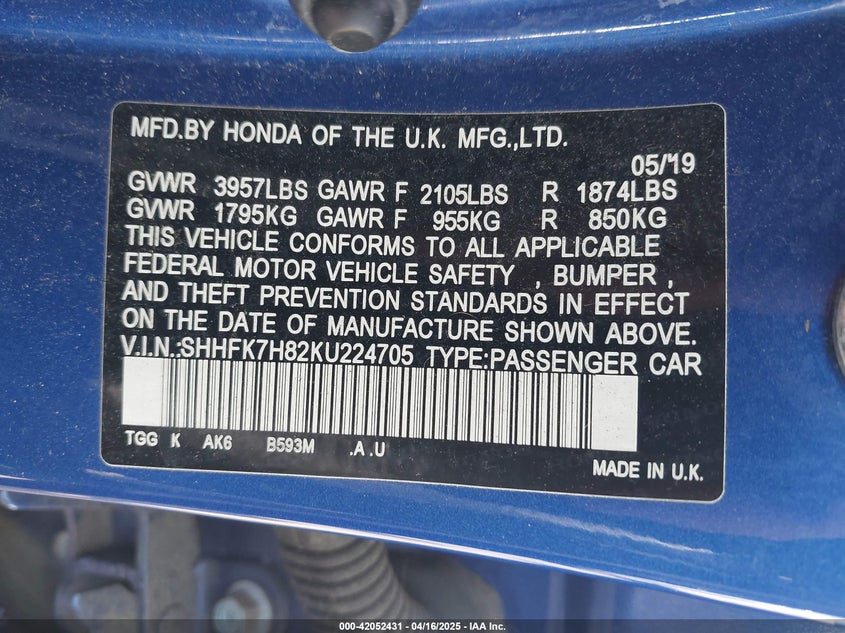 MFD.BY HONDA OF THE U.K. MFG.,LTD.
05/'19
GVWR 3957LBS GAWR F 2105LBS R 1874LBS
GVWR 1795KG GAWR F 955KG R 850KG
THIS VEHICLE CONFORMS TO ALL APPLICABLE
FEDERAL MOTOR VEHICLE SAFETY , BUMPER ,
AND THEFT PREVENTION STANDARDS IN EFFECT
ON THE DATE OF MANUFACTURE SHOWN ABOVE.
V.I.N.:SHHFK7H82KU224705 TYPE:PASSENGER CAR
TGG K AK6 B593M .A .U
MADE IN U.K.
000-42052431 - 04/16/2025 - IAA Inc.